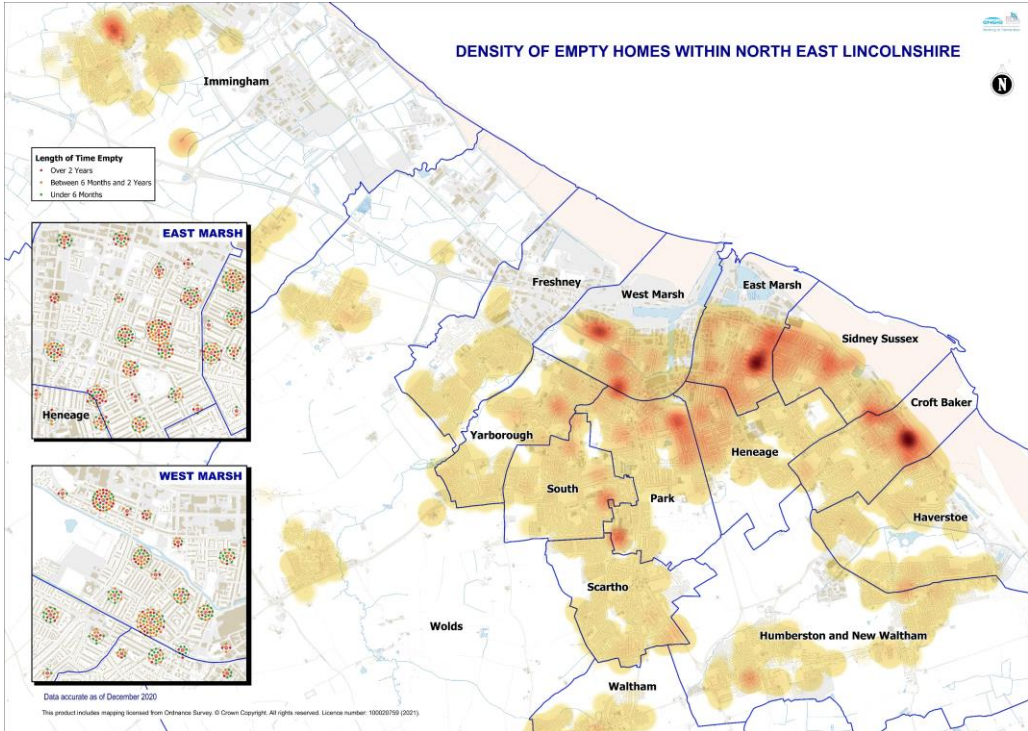 DENSITY OF EMPTY HOMES WITHIN NORTH EAST LINCOLNSHIRE
N
Immingham
Length of Time Empty
Over 2 Years
Between 6 Months and 2 Years
Under 6 Months
EAST MARSH
Heneage
Freshney
West Marsh
East Marsh
Sidney Sussex
Croft Baker
Yarborough
Heneage
South
Park
Haverstoe
WEST MARSH
Scartho
Wolds
Humberston and New Waltham
Waltham
Data accurate as of December 2020
This product includes mapping licensed from Ordnance Survey. © Crown Copyright. All rights reserved. Licence number: 100020759 (2021).